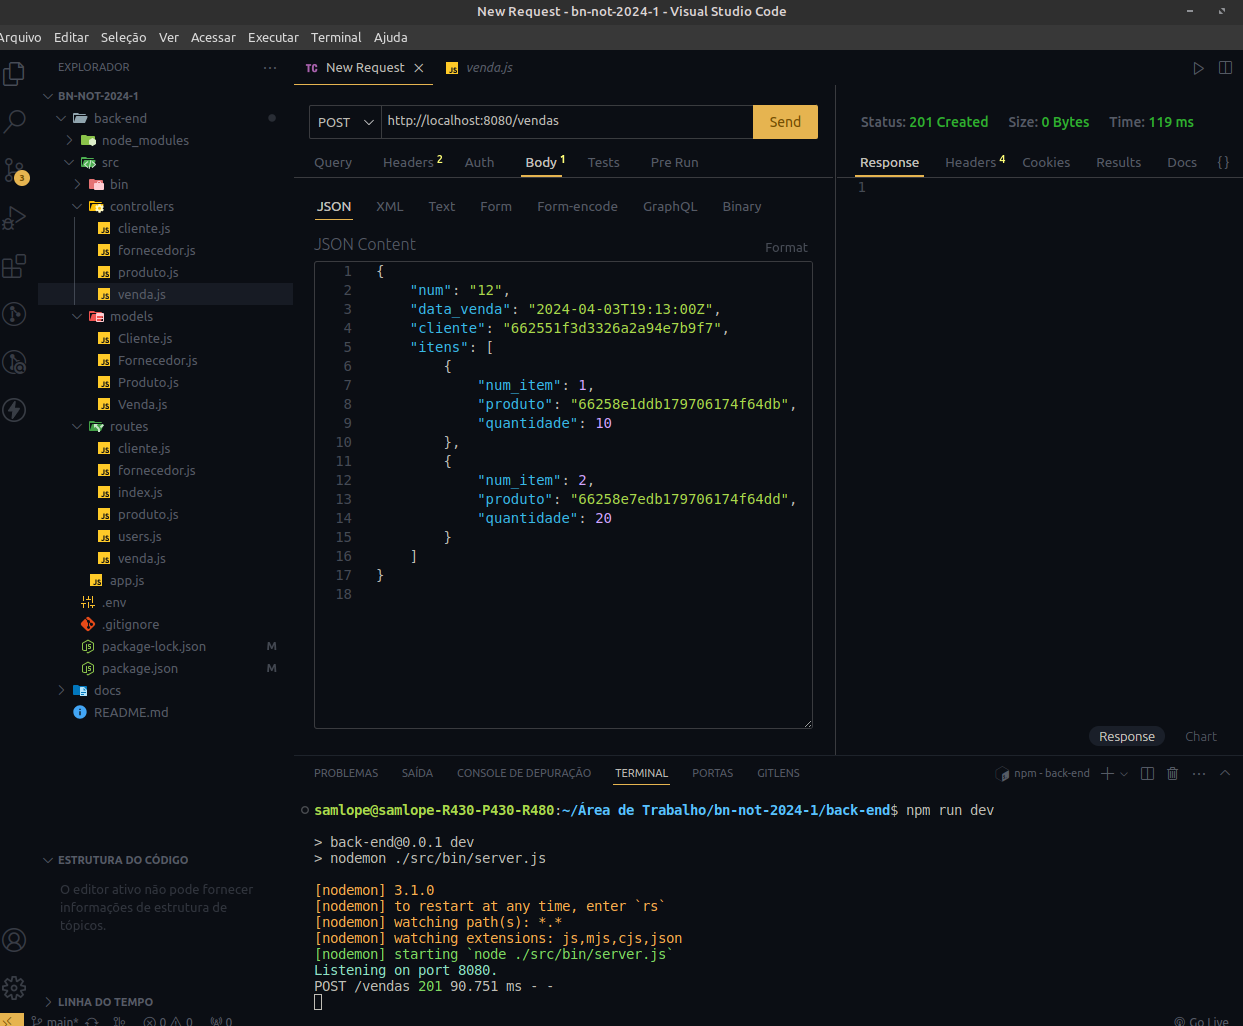 New Request - bn-not-2024-1 - Visual Studio Code
Arquivo Editar Seleção Ver Acessar Executar Terminal Ajuda
EXPLORADOR
BN-NOT-2024-1
back-end
node_modules
src
bin
controllers
cliente.js
fornecedor.js
produto.js
venda.js
models
Cliente.js
Fornecedor.js
Produto.js
Venda.js
routes
cliente.js
fornecedor.js
index.js
produto.js
users.js
venda.js
app.js
.env
.gitignore
package-lock.json M
package.json M
docs
README.md
ESTRUTURA DO CÓDIGO
O editor ativo não pode fornecer
informações de estrutura de
tópicos.
LINHA DO TEMPO
3
TC New Request venda.js
POST http://localhost:8080/vendas Send
Query Headers 2 Auth Body 1 Tests Pre Run
JSON XML Text Form Form-encode GraphQL Binary
JSON Content Format
1 {
2 "num": "12",
3 "data_venda": "2024-04-03T19:13:00Z",
4 "cliente": "662551f3d3326a2a94e7b9f7",
5 "itens": [
6 {
7 "num_item": 1,
8 "produto": "66258e1ddb179706174f64db",
9 "quantidade": 10
10 },
11 {
12 "num_item": 2,
13 "produto": "66258e7edb179706174f64dd",
14 "quantidade": 20
15 }
16 ]
17 }
18
Status: 201 Created Size: 0 Bytes Time: 119 ms
Response Headers 4 Cookies Results Docs {}
1
Response Chart
PROBLEMAS SAÍDA CONSOLE DE DEPURAÇÃO TERMINAL PORTAS GITLENS npm - back-end
samlope@samlope-R430-P430-R480:~/Área de Trabalho/bn-not-2024-1/back-end$ npm run dev
> back-end@0.0.1 dev
> nodemon ./src/bin/server.js
[nodemon] 3.1.0
[nodemon] to restart at any time, enter `rs`
[nodemon] watching path(s): *.*
[nodemon] watching extensions: js,mjs,cjs,json
[nodemon] starting `node ./src/bin/server.js`
Listening on port 8080.
POST /vendas 201 90.751 ms - -
main* 0 0 0 Go Live